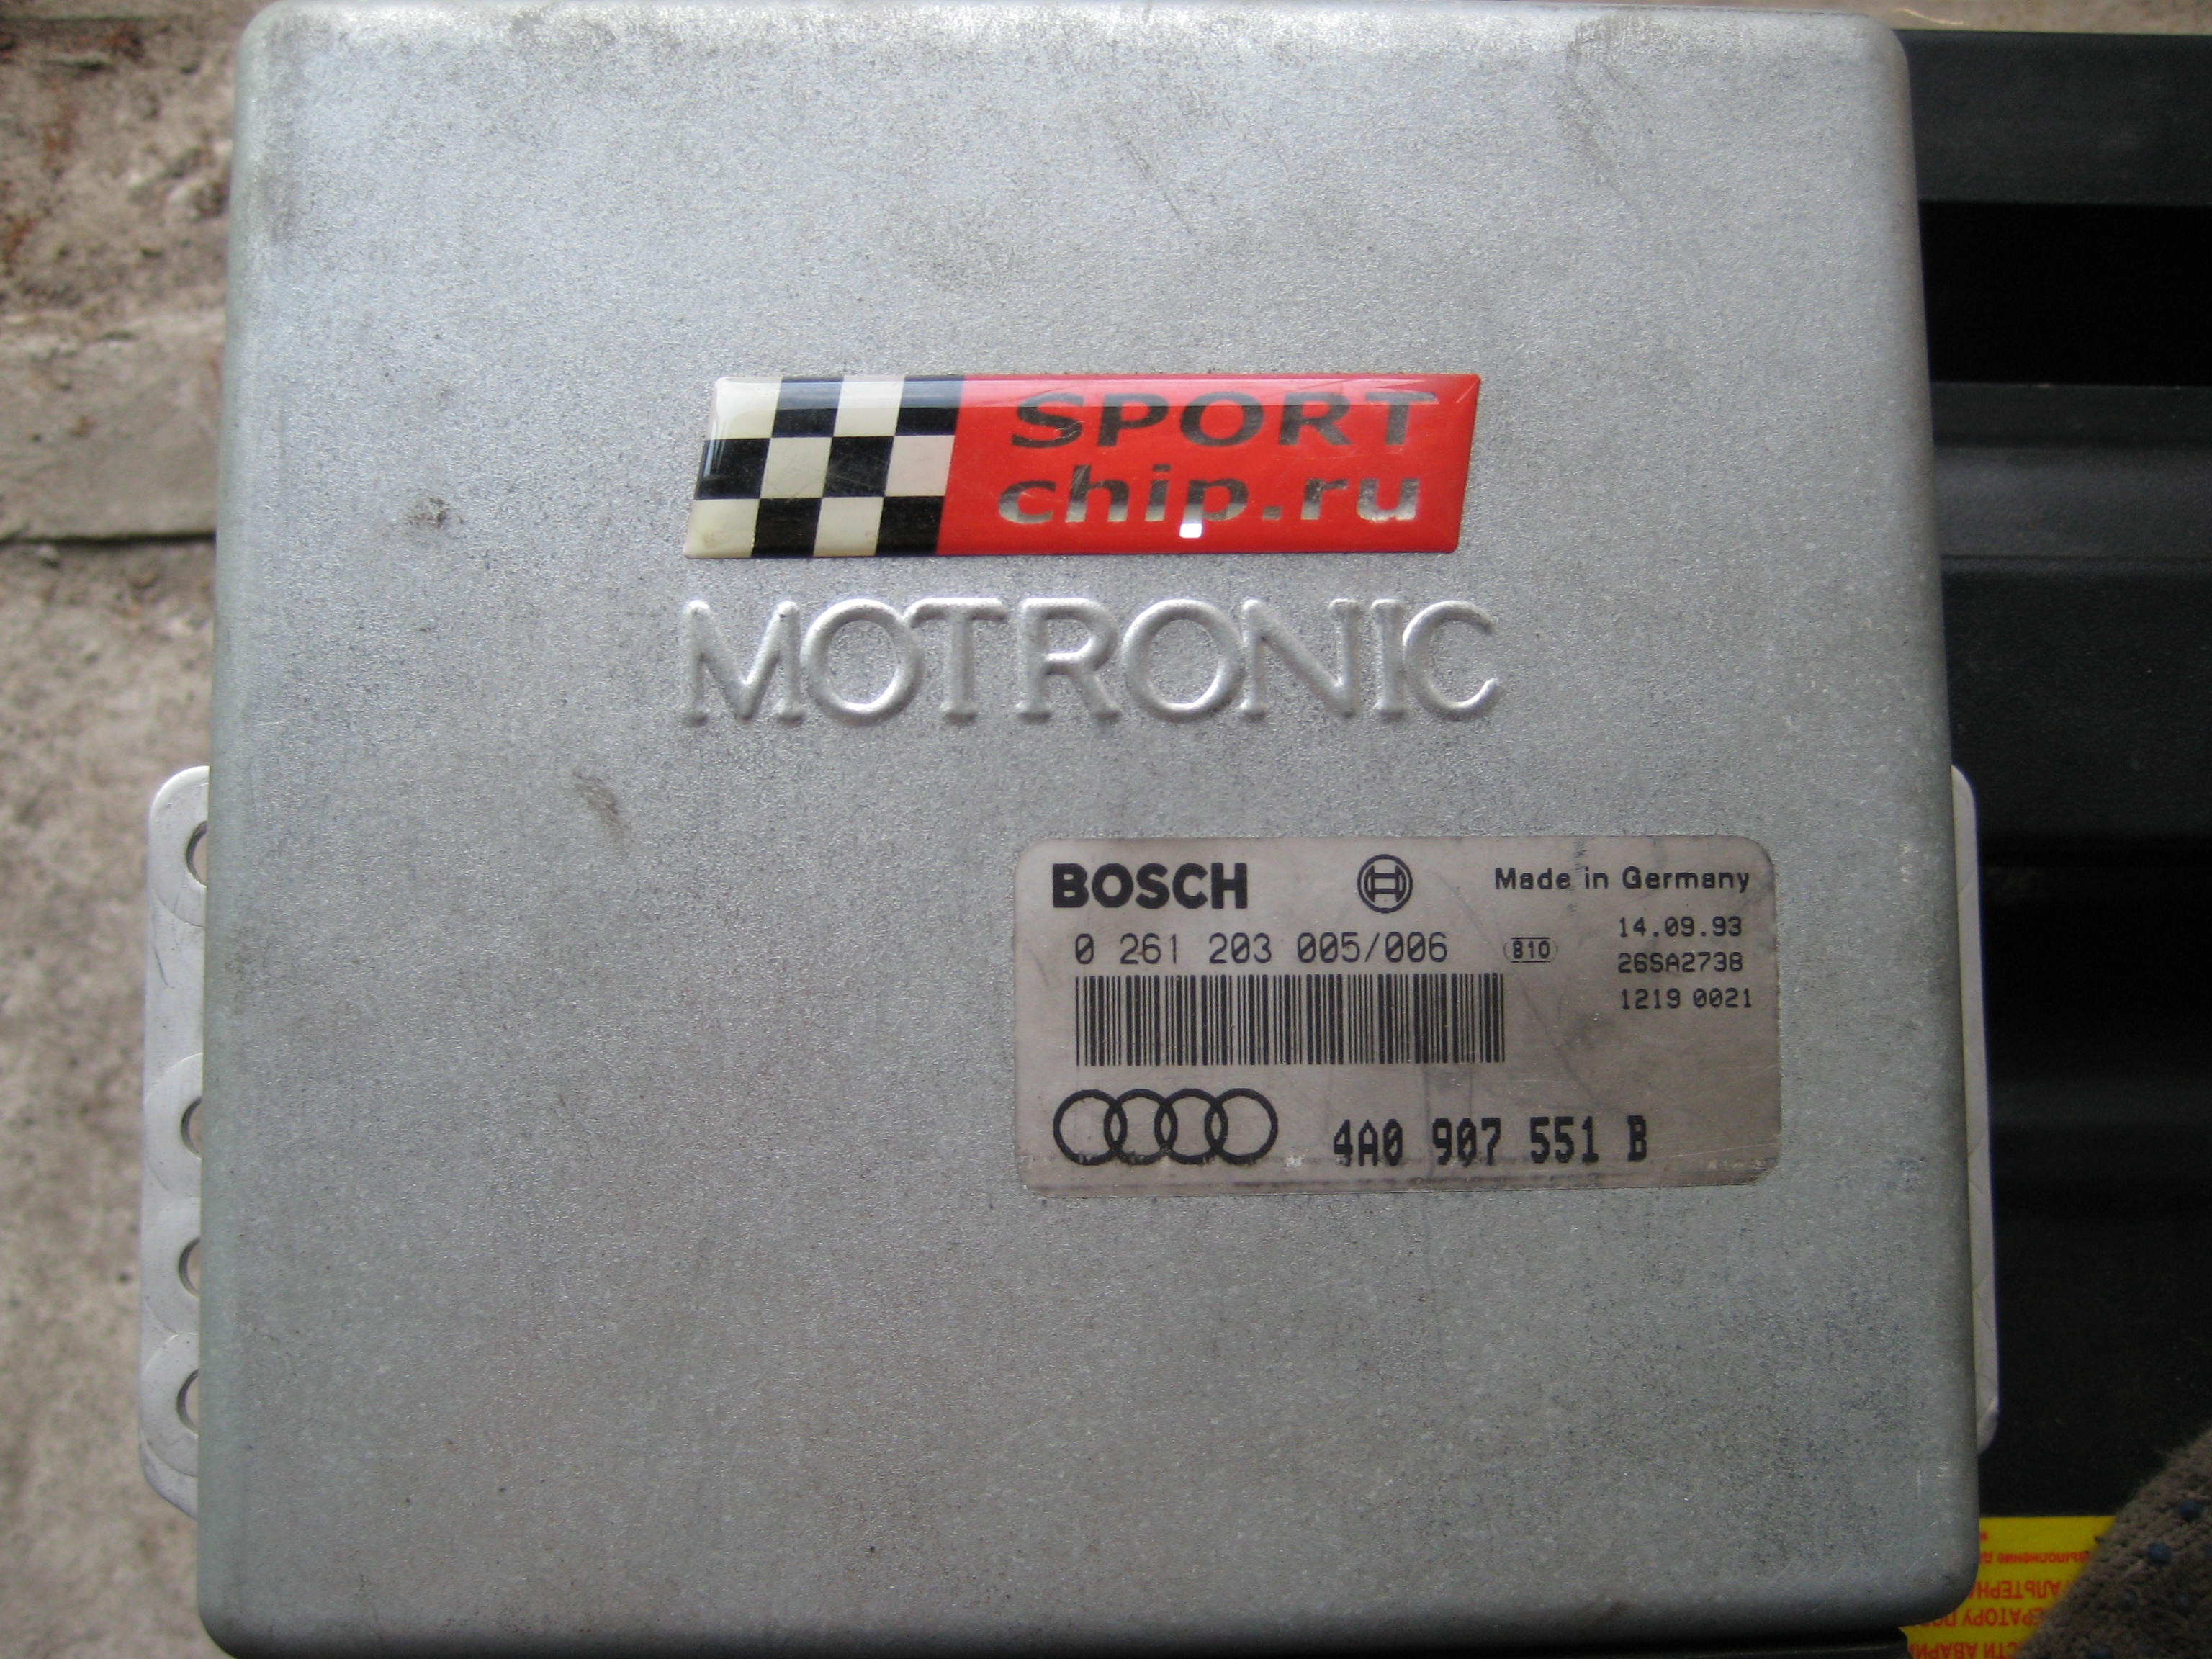 SPORT
chip.ru
MOTRONIC
BOSCH
Made in Germany
0 261 203 005/006
810
14.09.93
26SA2738
1219 0021
4A0 907 551 B